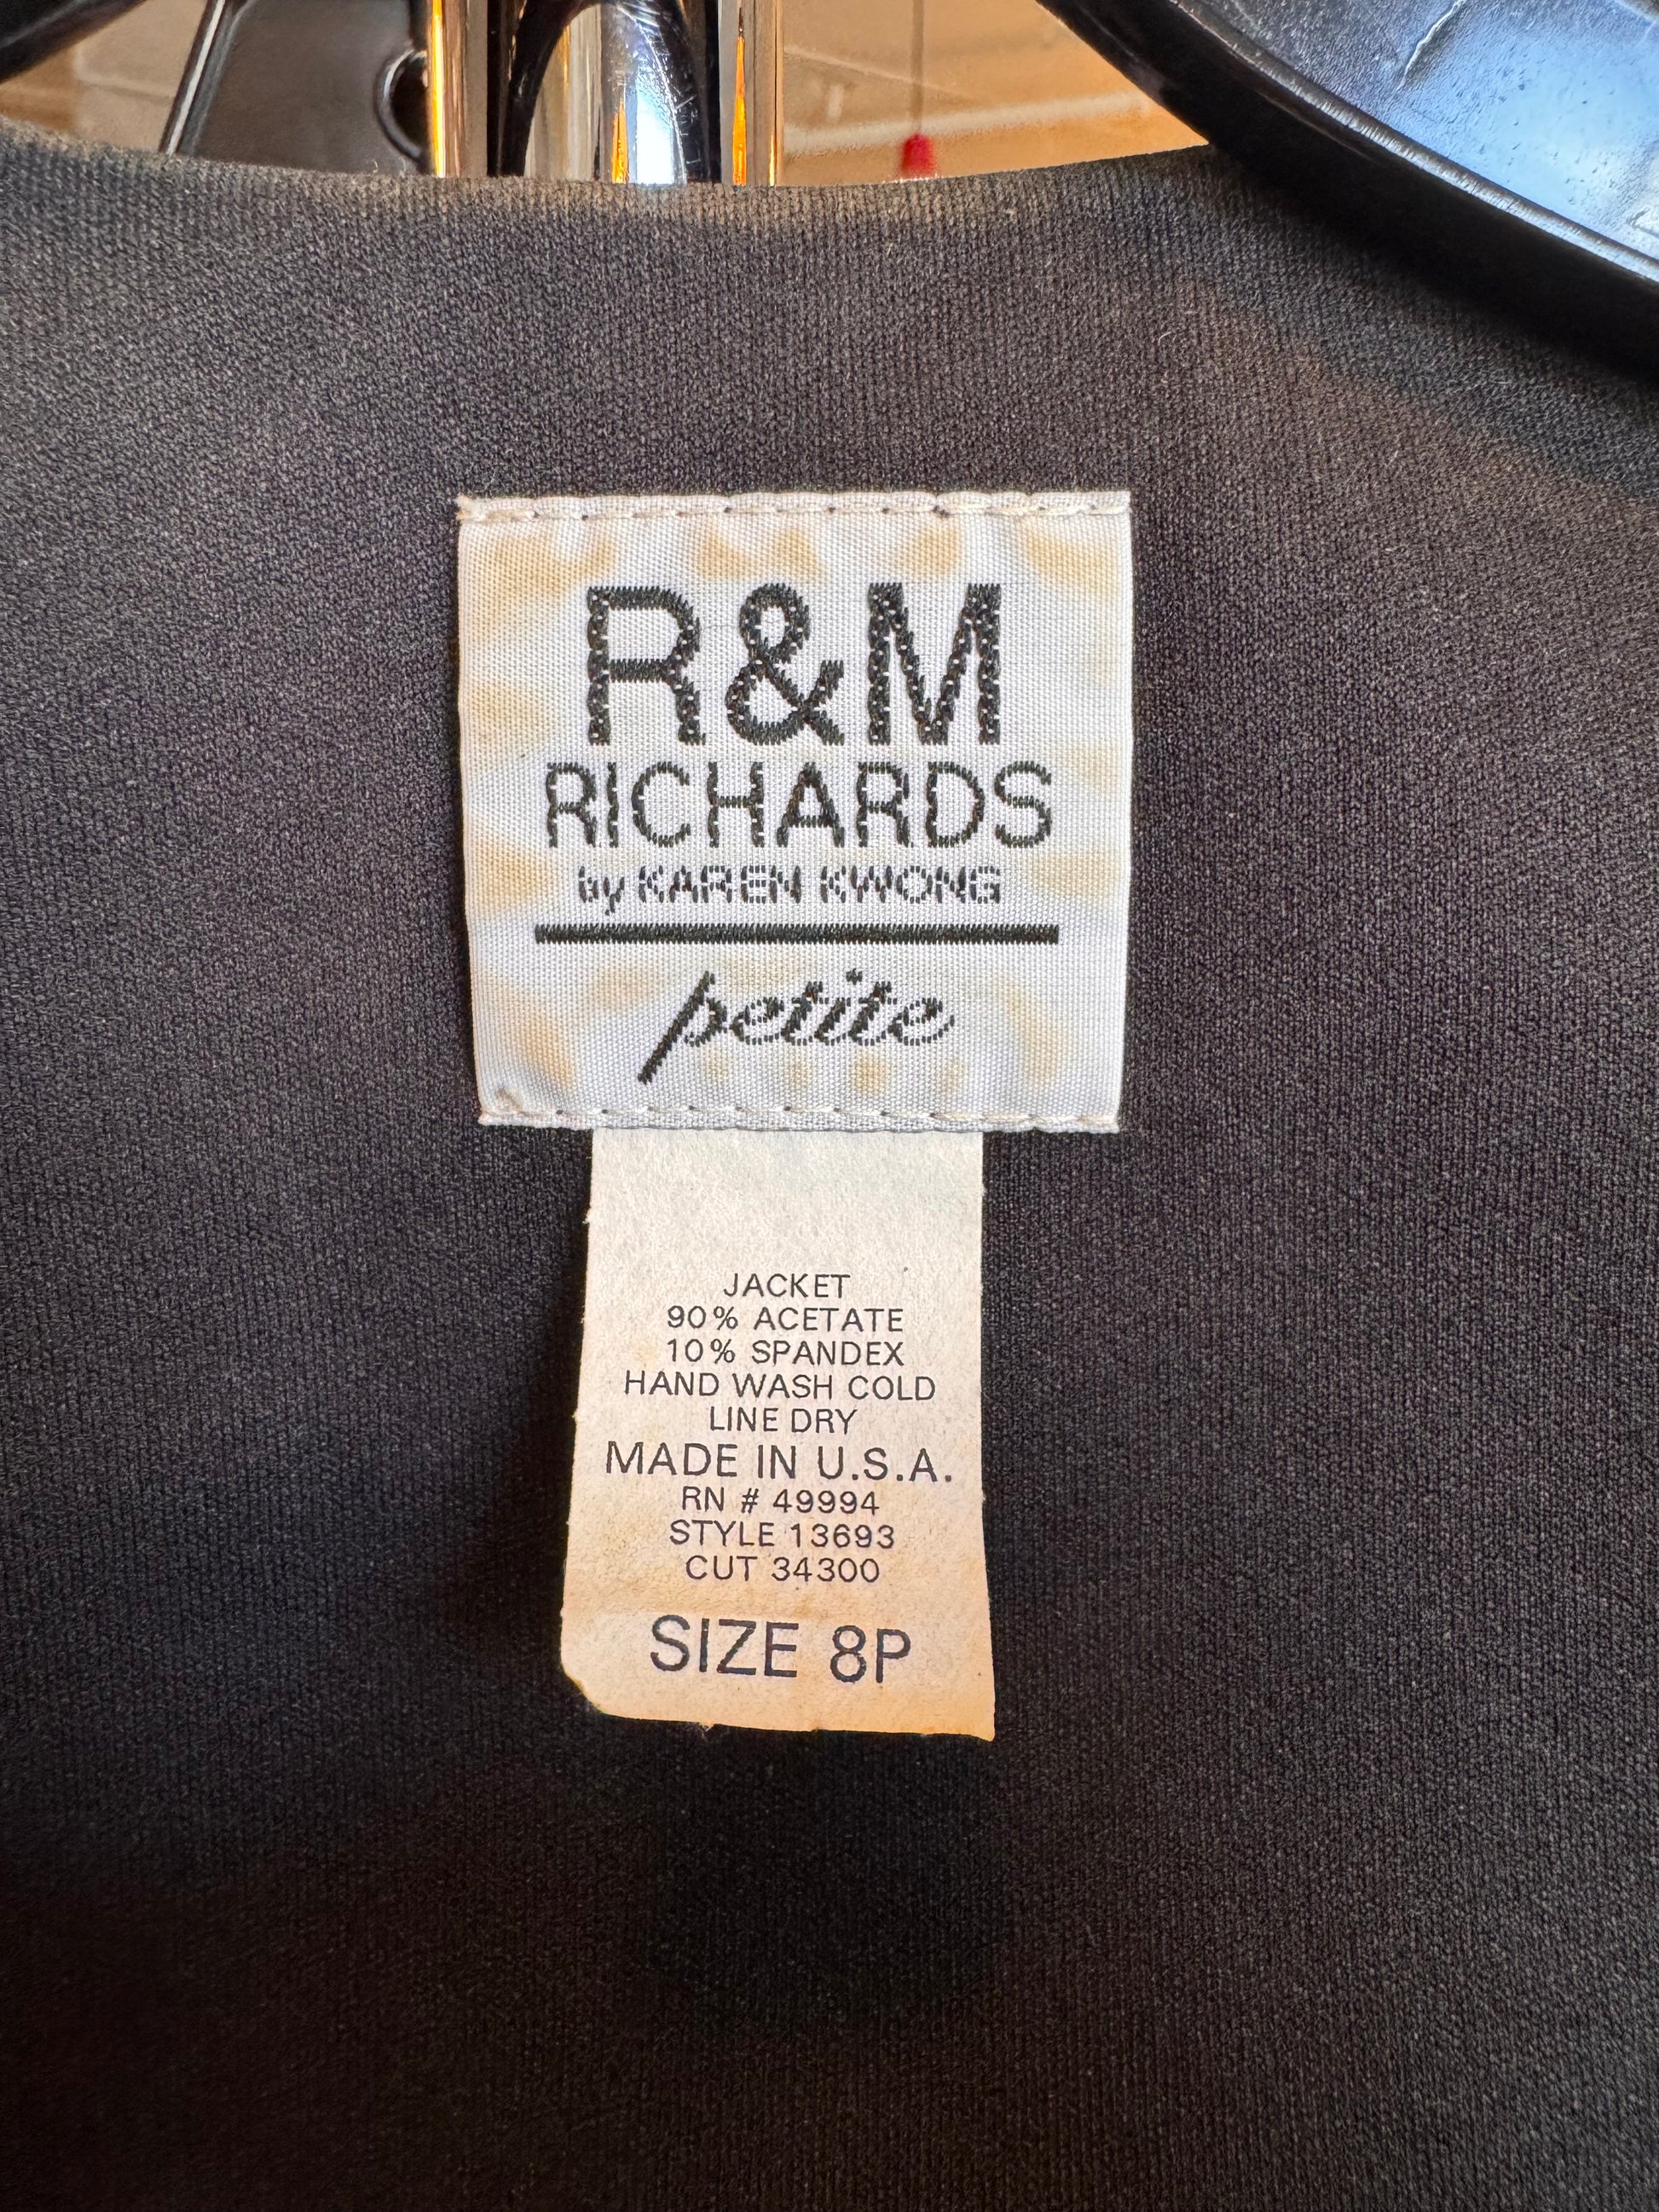 R&M
RICHARDS
by KAREN KWONG
petite
JACKET
90% ACETATE
10% SPANDEX
HAND WASH COLD
LINE DRY
MADE IN U.S.A.
RN # 49994
STYLE 13693
CUT 34300
SIZE 8P